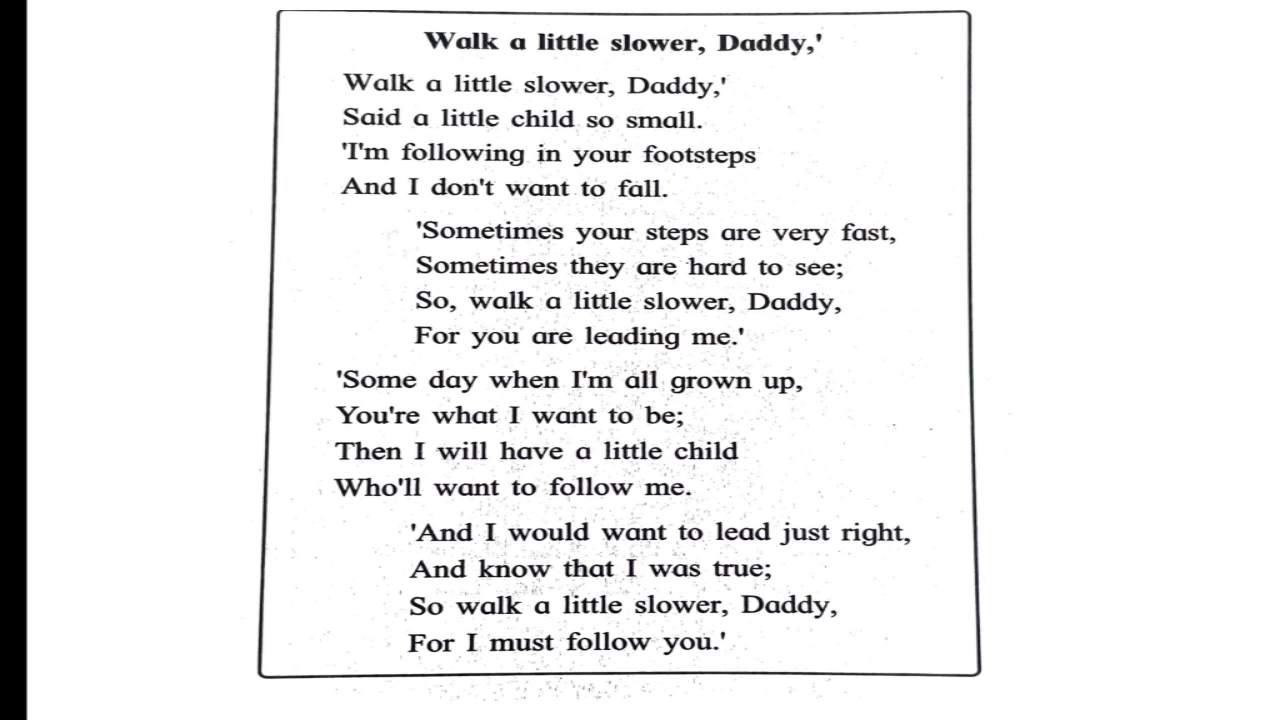 Walk a little slower, Daddy,'
Walk a little slower, Daddy,'
Said a little child so small.
'I'm following in your footsteps
And I don't want to fall.
'Sometimes your steps are very fast,
Sometimes they are hard to see;
So, walk a little slower, Daddy,
For you are leading me.'
'Some day when I'm all grown up,
You're what I want to be;
Then I will have a little child
Who'll want to follow me.
'And I would want to lead just right,
And know that I was true;
So walk a little slower, Daddy,
For I must follow you.'